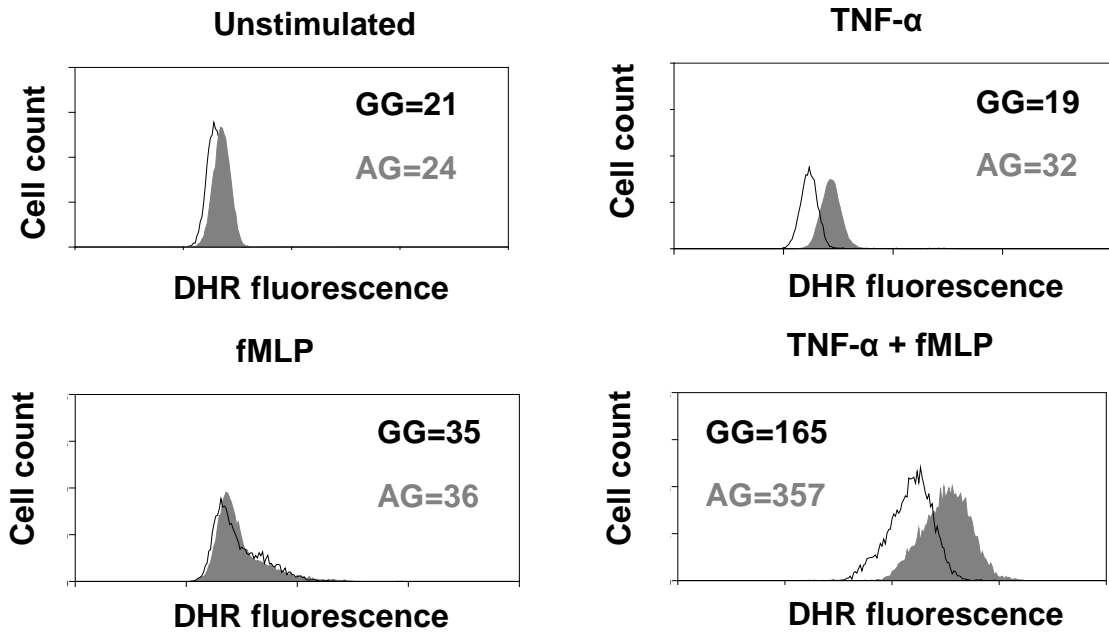 Unstimulated
GG=21
AG=24
Cell count
DHR fluorescence
TNF-α
GG=19
AG=32
Cell count
DHR fluorescence
fMLP
GG=35
AG=36
Cell count
DHR fluorescence
TNF-α + fMLP
GG=165
AG=357
Cell count
DHR fluorescence